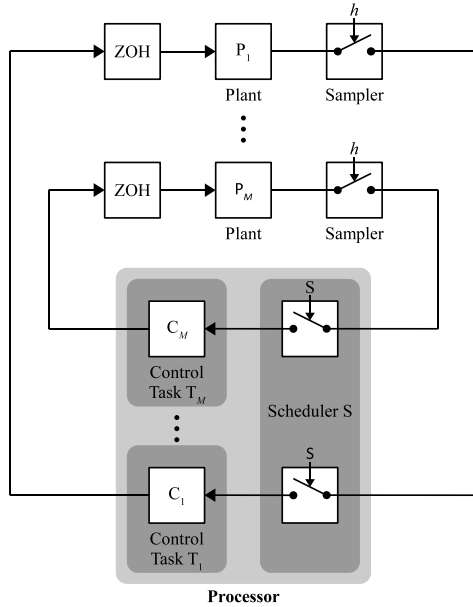 h
ZOH
P1
Plant
Sampler
h
ZOH
PM
Plant
Sampler
S
CM
Control
Task TM
Scheduler S
S
C1
Control
Task T1
Processor